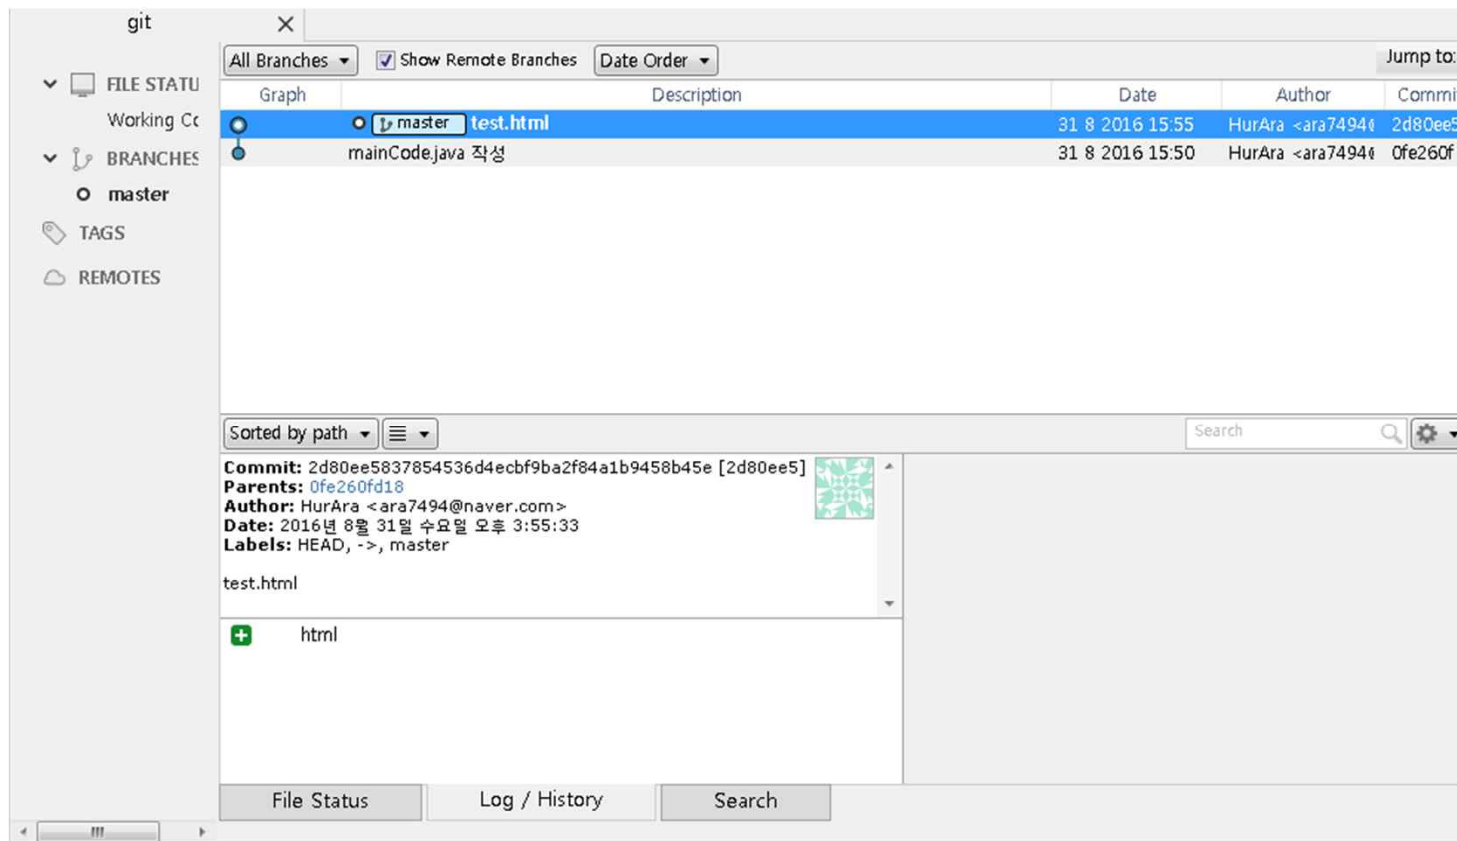 git
All Branches Show Remote Branches Date Order Jump to:
FILE STATU
Graph Description Date Author Commi
Working Co
master test.html 31 8 2016 15:55 HurAra <ara7494 2d80ee5
mainCode.java 작성 31 8 2016 15:50 HurAra <ara7494 0fe260f
BRANCHES
master
TAGS
REMOTES
Sorted by path Search
Commit: 2d80ee5837854536d4ecbf9ba2f84a1b9458b45e [2d80ee5]
Parents: 0fe260fd18
Author: HurAra <ara7494@naver.com>
Date: 2016년 8월 31일 수요일 오후 3:55:33
Labels: HEAD, ->, master
test.html
html
File Status Log / History Search